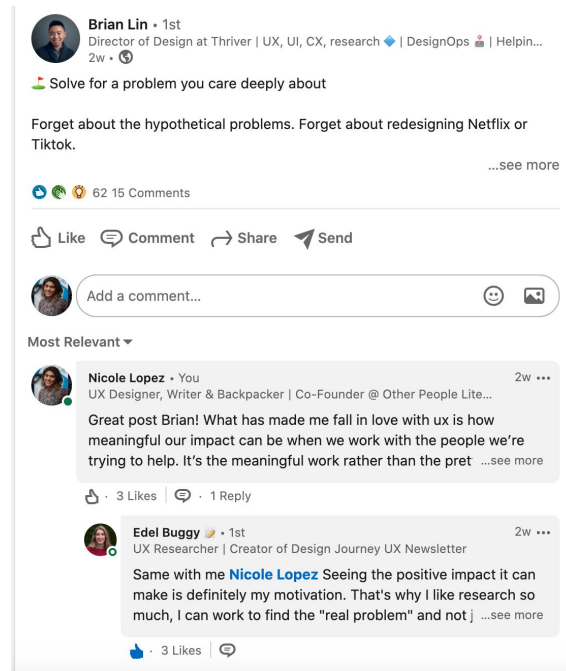 Brian Lin • 1st
Director of Design at Thriver | UX, UI, CX, research 🔷 | DesignOps 🕹️ | Helpin...
2w •
⛳ Solve for a problem you care deeply about
Forget about the hypothetical problems. Forget about redesigning Netflix or
Tiktok.
...see more
62 15 Comments
Like Comment Share Send
Add a comment...
Most Relevant
Nicole Lopez • You 2w •••
UX Designer, Writer & Backpacker | Co-Founder @ Other People Lite...
Great post Brian! What has made me fall in love with ux is how
meaningful our impact can be when we work with the people we’re
trying to help. It’s the meaningful work rather than the pret ...see more
· 3 Likes | · 1 Reply
Edel Buggy 📝 • 1st 2w •••
UX Researcher | Creator of Design Journey UX Newsletter
Same with me Nicole Lopez Seeing the positive impact it can
make is definitely my motivation. That's why I like research so
much, I can work to find the "real problem" and not j ...see more
· 3 Likes |